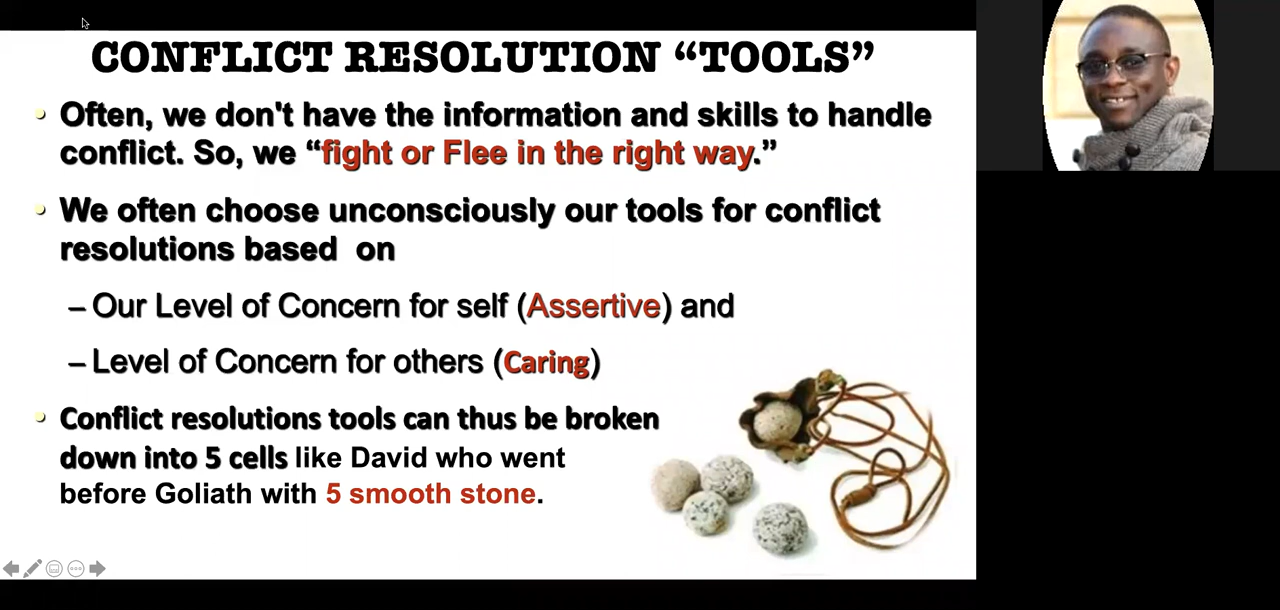 CONFLICT RESOLUTION “TOOLS”
• Often, we don't have the information and skills to handle
conflict. So, we “fight or Flee in the right way.”
• We often choose unconsciously our tools for conflict
resolutions based  on
– Our Level of Concern for self (Assertive) and
– Level of Concern for others (Caring)
• Conflict resolutions tools can thus be broken
down into 5 cells like David who went
before Goliath with 5 smooth stone.